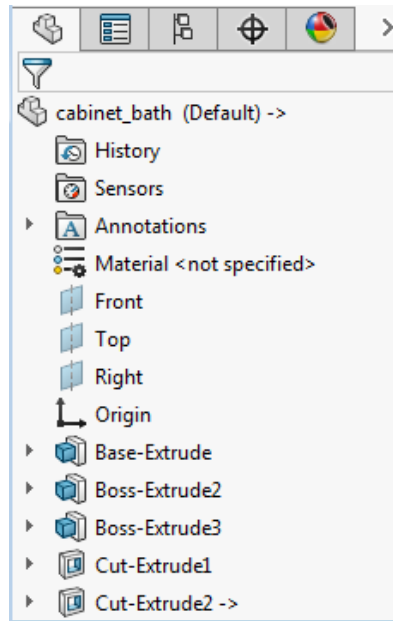 cabinet_bath (Default) ->
History
Sensors
A Annotations
Material <not specified>
Front
Top
Right
Origin
Base-Extrude
Boss-Extrude2
Boss-Extrude3
Cut-Extrude1
Cut-Extrude2 ->